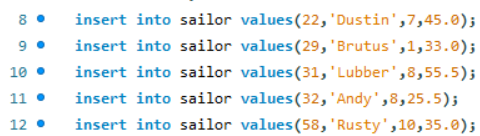 8 insert into sailor values(22,'Dustin',7,45.0);
9 insert into sailor values(29,'Brutus',1,33.0);
10 insert into sailor values(31,'Lubber',8,55.5);
11 insert into sailor values(32,'Andy',8,25.5);
12 insert into sailor values(58,'Rusty',10,35.0);